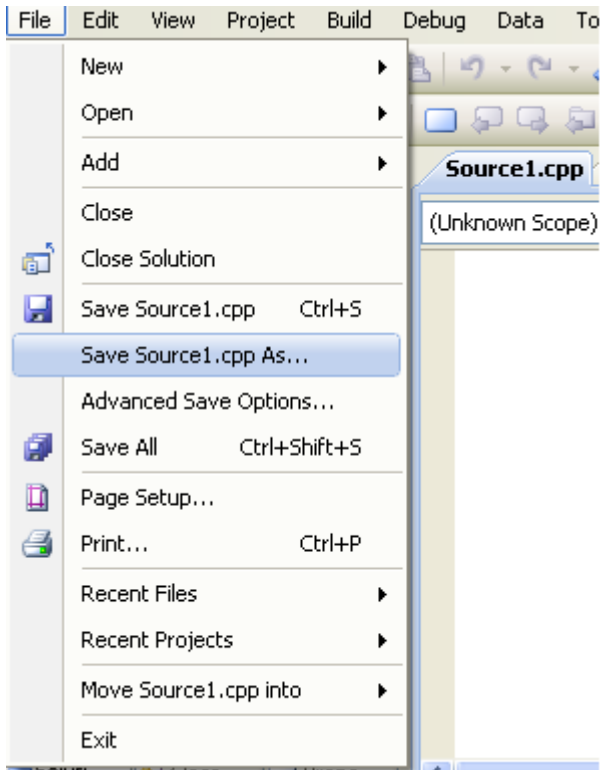 File Edit View Project Build Debug Data To
New
Open
Add
Source1.cpp
Close
(Unknown Scope)
Close Solution
Save Source1.cpp Ctrl+S
Save Source1.cpp As...
Advanced Save Options...
Save All Ctrl+Shift+S
Page Setup...
Print... Ctrl+P
Recent Files
Recent Projects
Move Source1.cpp into
Exit